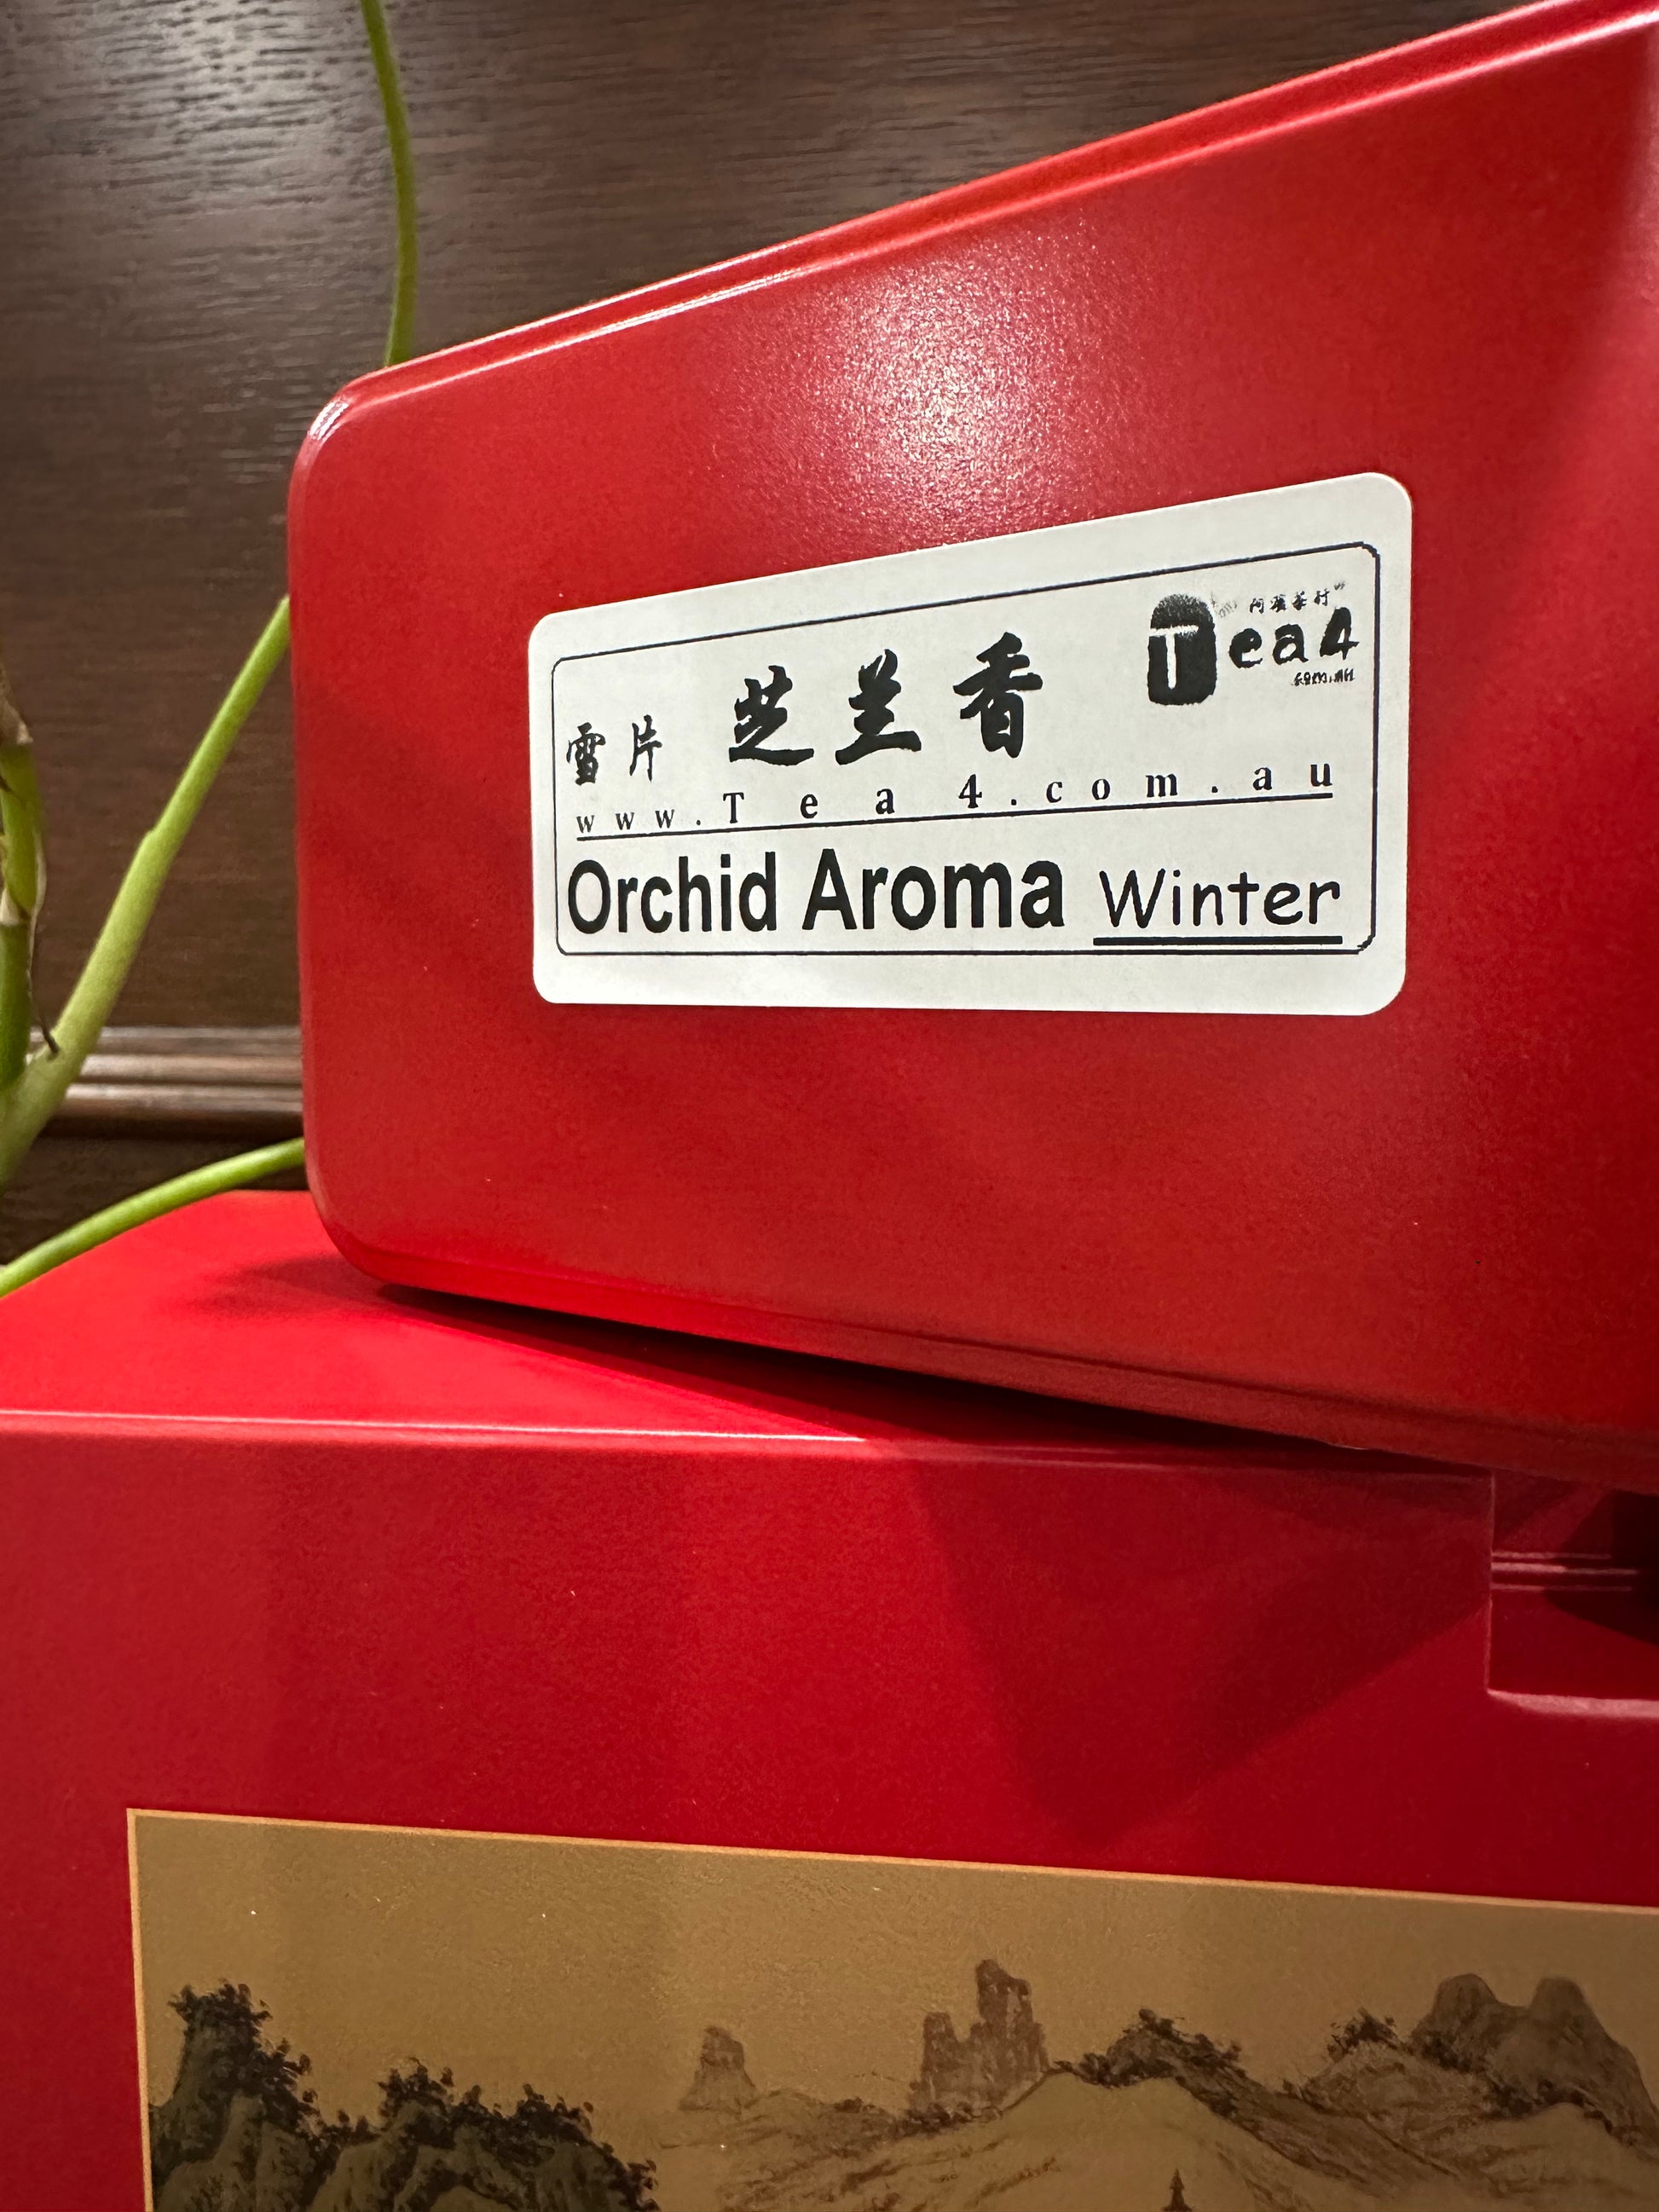 Tea4
雪片 芝兰香
www.Tea4.com.au
Orchid Aroma Winter